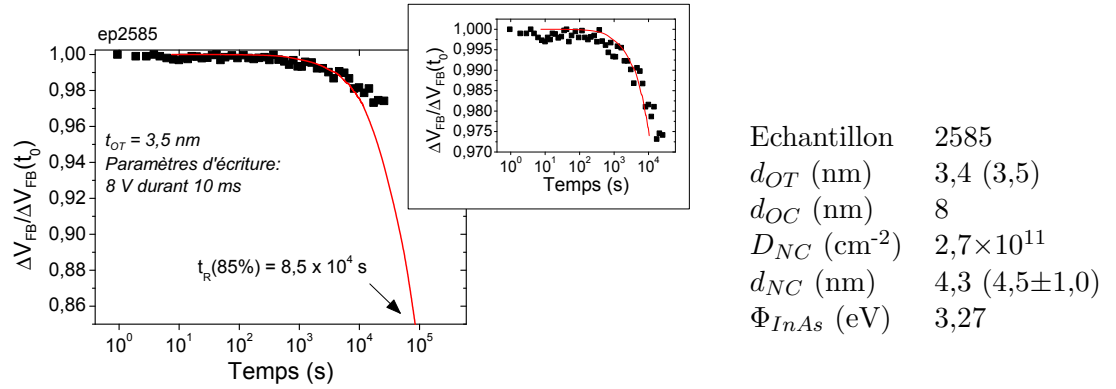 ep2585
1,00
0,98
0,96
0,94
0,92
0,90
0,88
0,86
ΔV_FB/ΔV_FB(t_0)
t_OT = 3,5 nm
Paramètres d'écriture:
8 V durant 10 ms
t_R(85%) = 8,5 x 10^4 s
10^0 10^1 10^2 10^3 10^4 10^5
Temps (s)
1,000
0,995
0,990
0,985
0,980
0,975
0,970
ΔV_FB/ΔV_FB(t_0)
10^0 10^1 10^2 10^3 10^4
Temps (s)
Echantillon 2585
d_OT (nm) 3,4 (3,5)
d_OC (nm) 8
D_NC (cm^-2) 2,7×10^11
d_NC (nm) 4,3 (4,5±1,0)
Φ_InAs (eV) 3,27